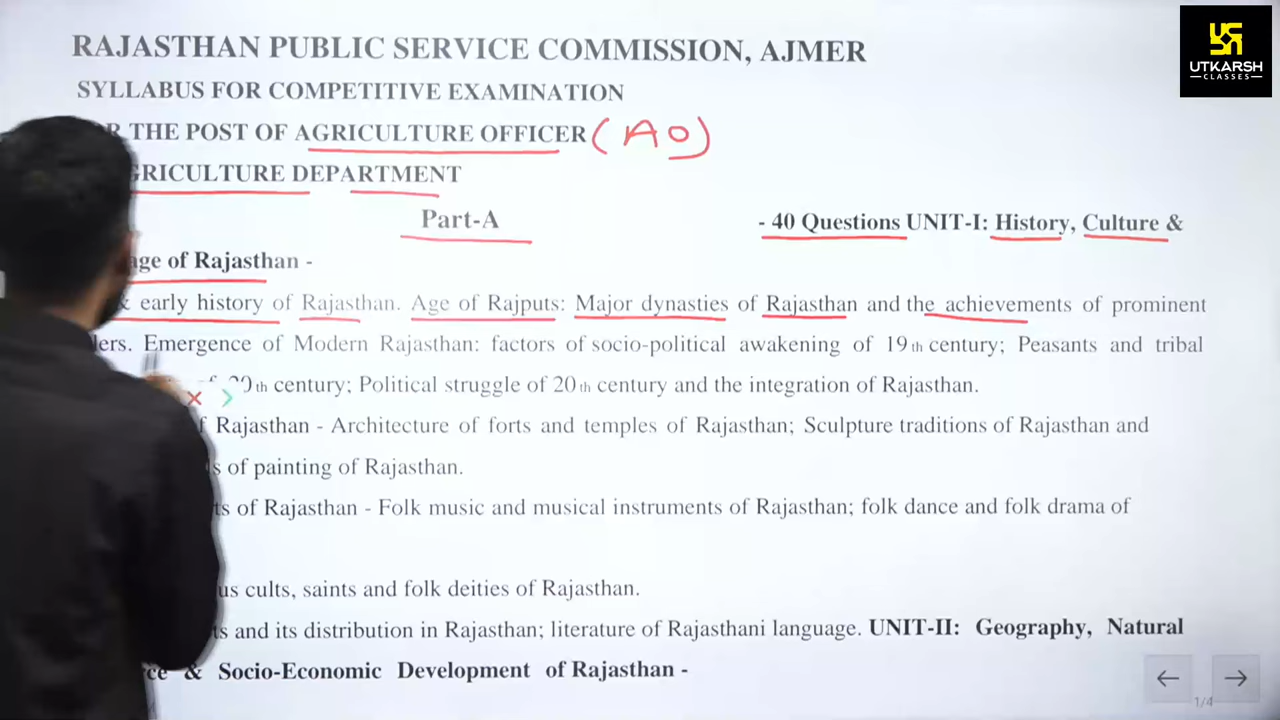 RAJASTHAN PUBLIC SERVICE COMMISSION, AJMER
SYLLABUS FOR COMPETITIVE EXAMINATION
THE POST OF AGRICULTURE OFFICER (AO)
DEPARTMENT
Part-A - 40 Questions UNIT-I: History, Culture &
of Rajasthan -
early history of Rajasthan. Age of Rajputs: Major dynasties of Rajasthan and the achievements of prominent
Emergence of Modern Rajasthan: factors of socio-political awakening of 19th century; Peasants and tribal
century; Political struggle of 20th century and the integration of Rajasthan.
Rajasthan - Architecture of forts and temples of Rajasthan; Sculpture traditions of Rajasthan and
of painting of Rajasthan.
of Rajasthan - Folk music and musical instruments of Rajasthan; folk dance and folk drama of
cults, saints and folk deities of Rajasthan.
and its distribution in Rajasthan; literature of Rajasthani language. UNIT-II: Geography, Natural
& Socio-Economic Development of Rajasthan -
UTKARSH
CLASSES
1/4